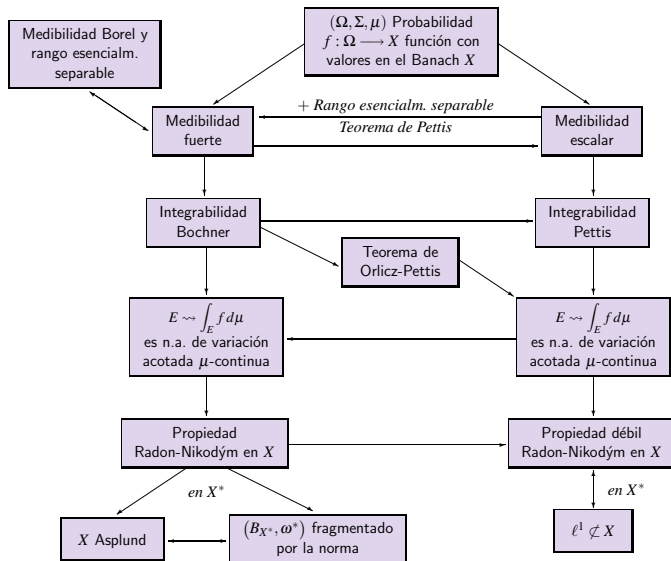 (Ω, Σ, μ) Probabilidad
f : Ω ⟶ X función con
valores en el Banach X
Medibilidad Borel y
rango esencialm.
separable
+ Rango esencialm. separable
Teorema de Pettis
Medibilidad
fuerte
Medibilidad
escalar
Integrabilidad
Bochner
Integrabilidad
Pettis
Teorema de
Orlicz-Pettis
E ⇝ ∫_E f dμ
es n.a. de variación
acotada μ-continua
E ⇝ ∫_E f dμ
es n.a. de variación
acotada μ-continua
Propiedad
Radon-Nikodým en X
Propiedad débil
Radon-Nikodým en X
en X*
en X*
X Asplund
(B_{X*}, ω*) fragmentado
por la norma
ℓ¹ ⊄ X